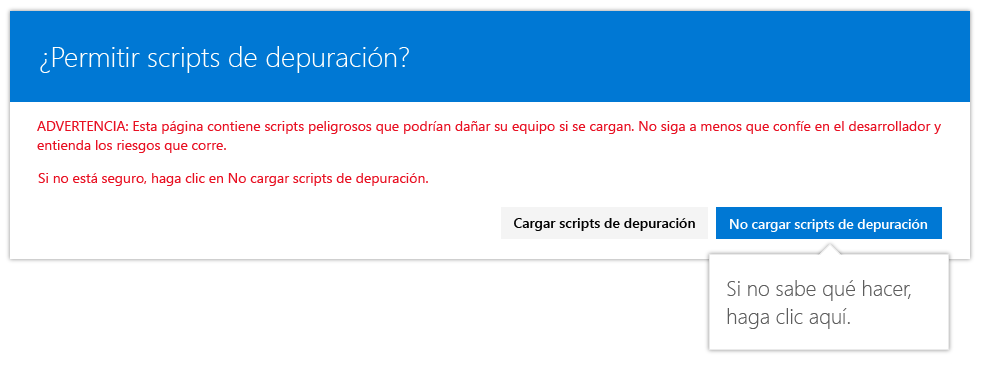 ¿Permitir scripts de depuración?
ADVERTENCIA: Esta página contiene scripts peligrosos que podrían dañar su equipo si se cargan. No siga a menos que confíe en el desarrollador y
entienda los riesgos que corre.
Si no está seguro, haga clic en No cargar scripts de depuración.
Cargar scripts de depuración
No cargar scripts de depuración
Si no sabe qué hacer,
haga clic aquí.